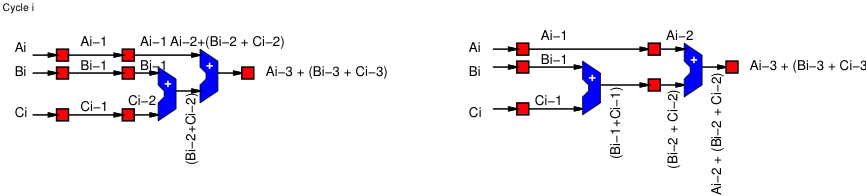 Cycle i
Ai
Ai-1
Ai-1
Ai-2+(Bi-2 + Ci-2)
Bi
Bi-1
Bi-1
+
+
Ai-3 + (Bi-3 + Ci-3)
Ci
Ci-1
Ci-2
(Bi-2+Ci-2)
Ai
Ai-1
Ai-2
Bi
Bi-1
+
+
Ai-3 + (Bi-3 + Ci-3
Ci
Ci-1
(Bi-1+Ci-1)
(Bi-2 + Ci-2)
Ai-2 + (Bi-2 + Ci-2)